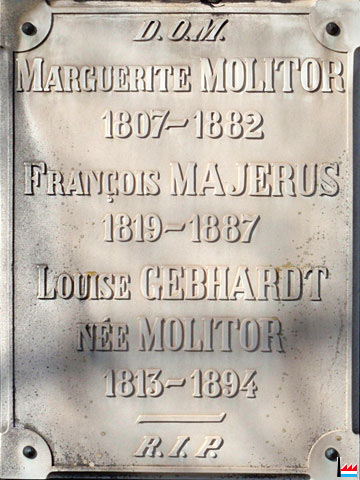 D.O.M.
MARGUERITE MOLITOR
1807-1882
FRANÇOIS MAJERUS
1819-1887
LOUISE GEBHARDT
NÉE MOLITOR
1813-1894
R.I.P.